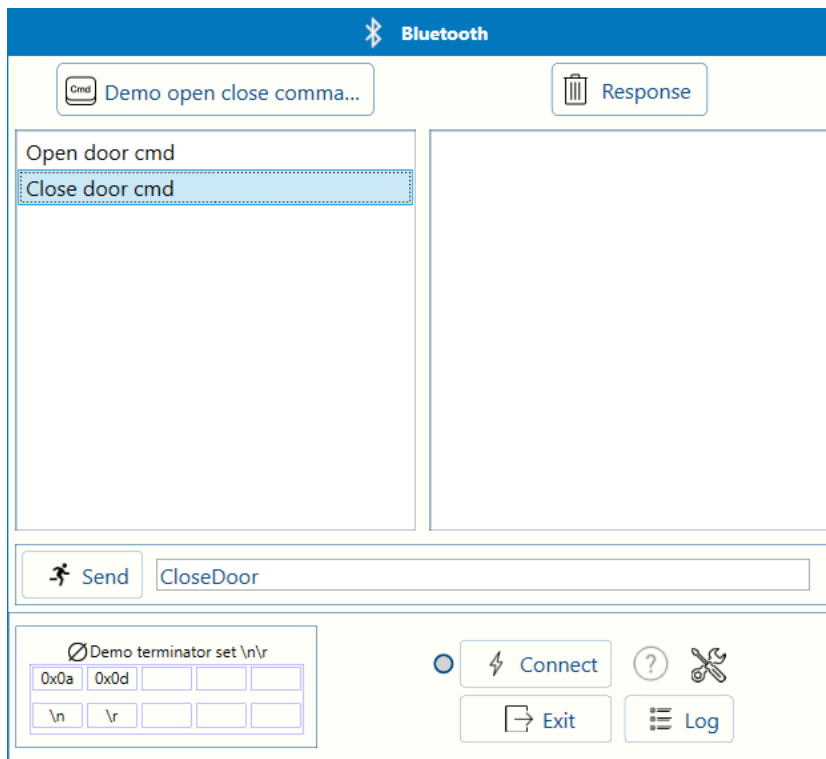 Bluetooth
Cmd Demo open close comma...
Response
Open door cmd
Close door cmd
Send CloseDoor
Demo terminator set \n\r
0x0a 0x0d
\n \r
Connect ?
Exit Log